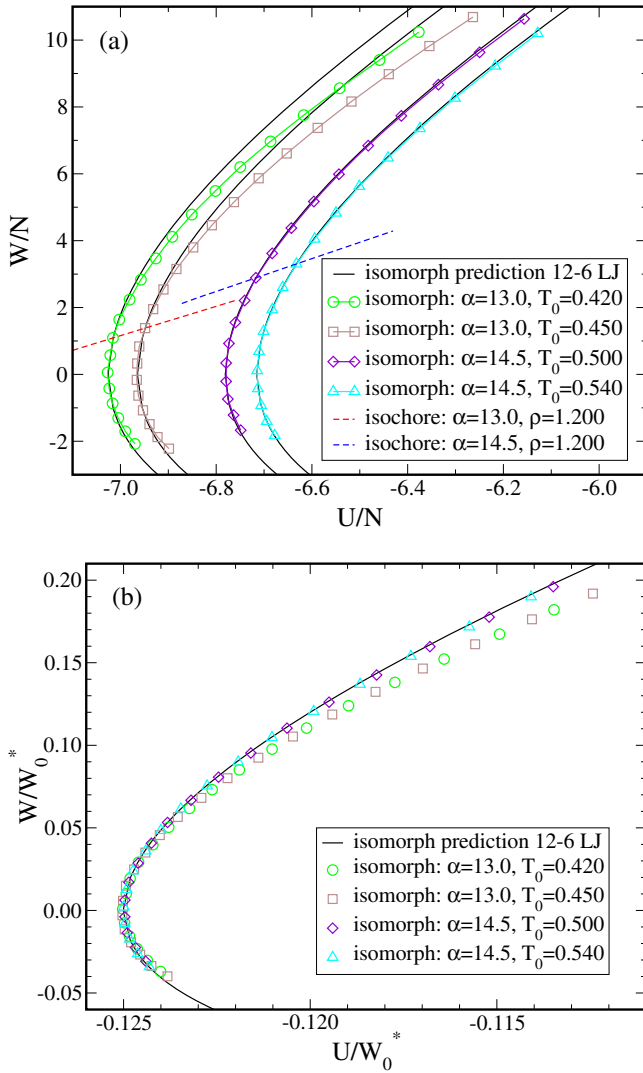 (a)
10
8
6
4
2
0
-2
W/N
isomorph prediction 12-6 LJ
isomorph: α=13.0, T₀=0.420
isomorph: α=13.0, T₀=0.450
isomorph: α=14.5, T₀=0.500
isomorph: α=14.5, T₀=0.540
isochore: α=13.0, ρ=1.200
isochore: α=14.5, ρ=1.200
-7.0 -6.8 -6.6 -6.4 -6.2 -6.0
U/N
(b)
0.20
0.15
0.10
0.05
0.00
-0.05
W/W₀*
isomorph prediction 12-6 LJ
isomorph: α=13.0, T₀=0.420
isomorph: α=13.0, T₀=0.450
isomorph: α=14.5, T₀=0.500
isomorph: α=14.5, T₀=0.540
-0.125 -0.120 -0.115
U/W₀*